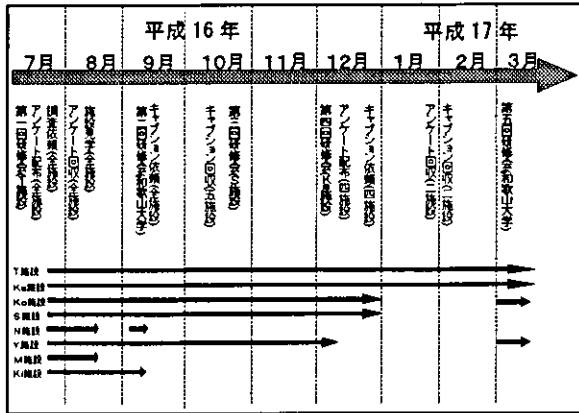 平成16年
平成17年
7月
8月
9月
10月
11月
12月
1月
2月
3月
第一回研修会(T施設)
アンケート配布(全施設)
調査依頼(全施設)
アンケート回収(全施設)
施設見学(全施設)
第二回研修会(和歌山大学)
キャプション依頼(全施設)
キャプション回収(五施設)
第三回研修会(S施設)
第四回研修会(Ka施設)
アンケート配布(四施設)
キャプション依頼(四施設)
アンケート回収(二施設)
キャプション回収(二施設)
第五回研修会(和歌山大学)
T施設
Ka施設
Ko施設
S施設
N施設
Y施設
M施設
Ki施設